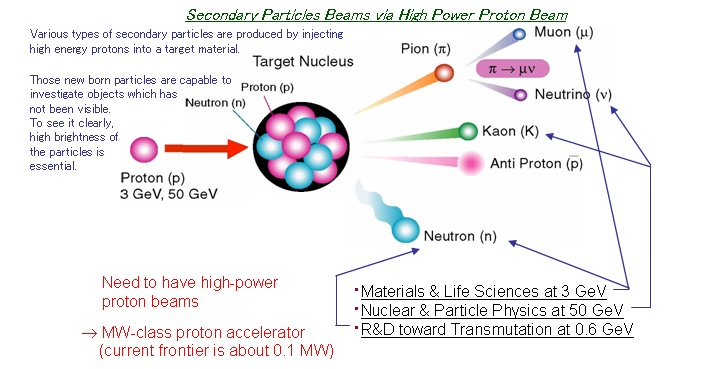 Secondary Particles Beams via High Power Proton Beam
Various types of secondary particles are produced by injecting
high energy protons into a target material.
Those new born particles are capable to
investigate objects which has
not been visible.
To see it clearly,
high brightness of
the particles is
essential.
Target Nucleus
Proton (p)
Neutron (n)
Proton (p)
3 GeV, 50 GeV
Pion (π)
Muon (μ)
π → μν
Neutrino (ν)
Kaon (K)
Anti Proton (p̅)
Neutron (n)
Need to have high-power
proton beams
→ MW-class proton accelerator
(current frontier is about 0.1 MW)
・Materials & Life Sciences at 3 GeV
・Nuclear & Particle Physics at 50 GeV
・R&D toward Transmutation at 0.6 GeV